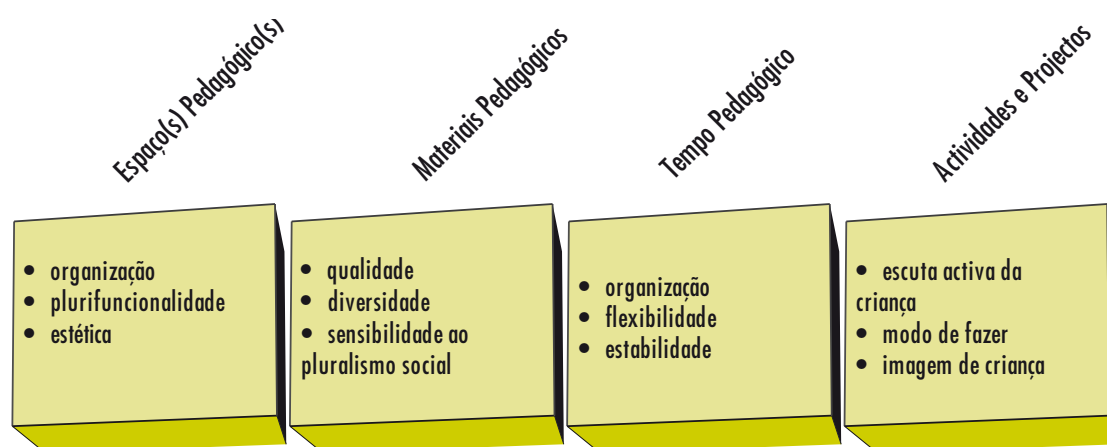 Espaço(s) Pedagógico(s)
Materiais Pedagógicos
Tempo Pedagógico
Actividades e Projectos
• organização
• plurifuncionalidade
• estética
• qualidade
• diversidade
• sensibilidade ao
pluralismo social
• organização
• flexibilidade
• estabilidade
• escuta activa da
criança
• modo de fazer
• imagem de criança